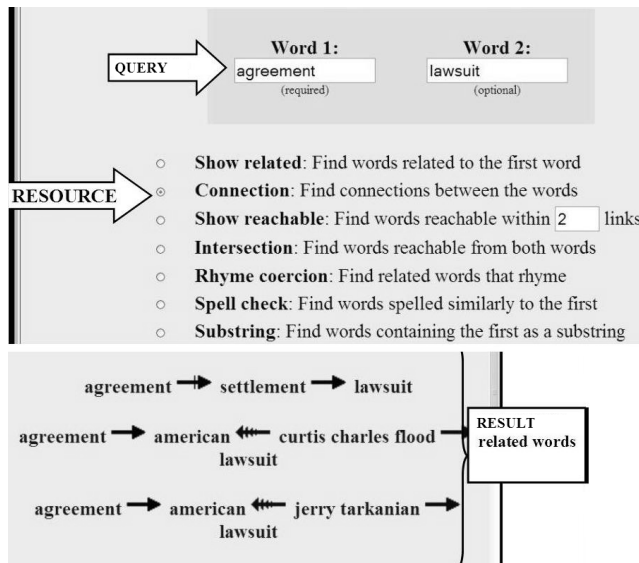 Word 1: Word 2:
QUERY agreement lawsuit
(required) (optional)
Show related: Find words related to the first word
RESOURCE Connection: Find connections between the words
Show reachable: Find words reachable within 2 links
Intersection: Find words reachable from both words
Rhyme coercion: Find related words that rhyme
Spell check: Find words spelled similarly to the first
Substring: Find words containing the first as a substring
agreement settlement lawsuit
RESULT
agreement american curtis charles flood related words
lawsuit
agreement american jerry tarkanian
lawsuit